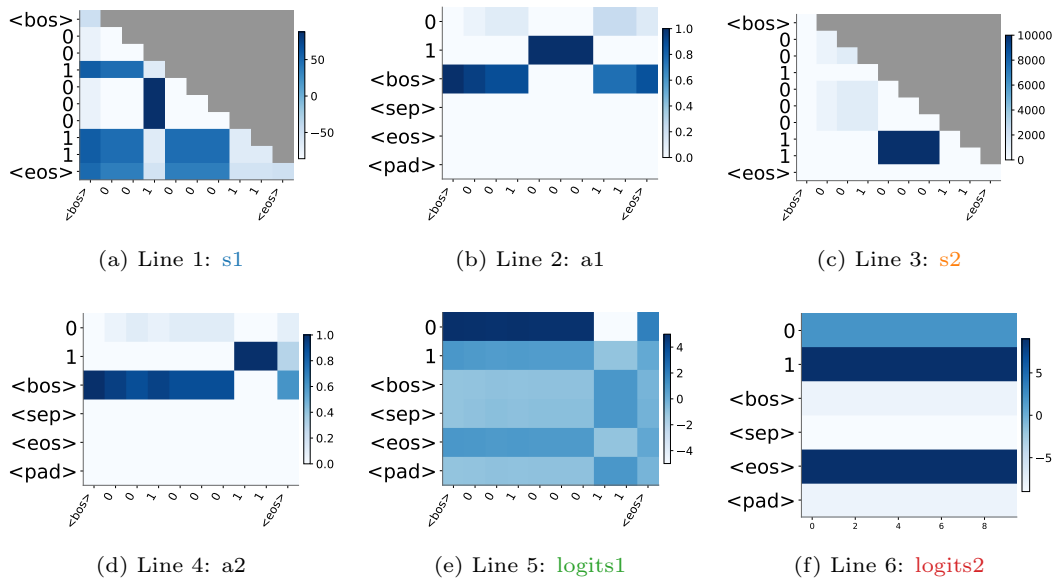 <bos>
0
0
1
0
0
0
1
1
<eos>
<bos> 0 0 1 0 0 0 1 1 <eos>
50
0
−50
(a) Line 1: s1
0
1
<bos>
<sep>
<eos>
<pad>
<bos> 0 0 1 0 0 0 1 1 <eos>
1.0
0.8
0.6
0.4
0.2
0.0
(b) Line 2: a1
<bos>
0
0
1
0
0
0
1
1
<eos>
<bos> 0 0 1 0 0 0 1 1 <eos>
10000
8000
6000
4000
2000
0
(c) Line 3: s2
0
1
<bos>
<sep>
<eos>
<pad>
<bos> 0 0 1 0 0 0 1 1 <eos>
1.0
0.8
0.6
0.4
0.2
0.0
(d) Line 4: a2
0
1
<bos>
<sep>
<eos>
<pad>
<bos> 0 0 1 0 0 0 1 1 <eos>
4
2
0
−2
−4
(e) Line 5: logits1
0
1
<bos>
<sep>
<eos>
<pad>
0 2 4 6 8
5
0
−5
(f) Line 6: logits2